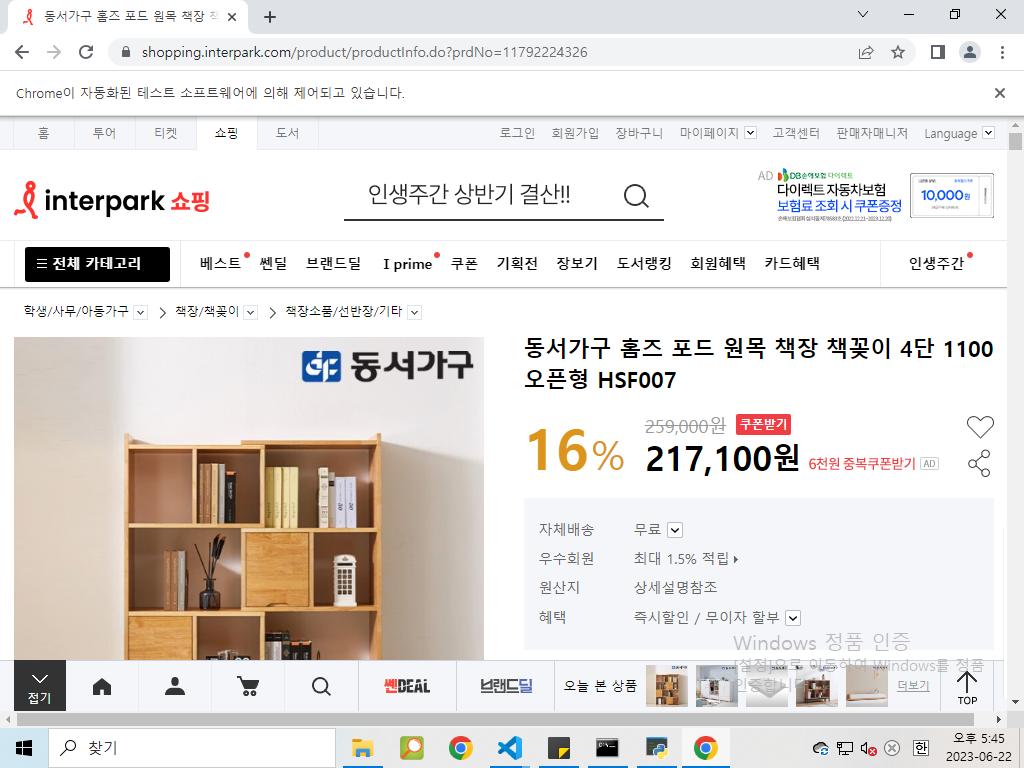 동서가구 홈즈 포드 원목 책장 책
shopping.interpark.com/product/productInfo.do?prdNo=11792224326
Chrome이 자동화된 테스트 소프트웨어에 의해 제어되고 있습니다.
홈 투어 티켓 쇼핑 도서 로그인 회원가입 장바구니 마이페이지 고객센터 판매자매니저 Language
interpark 쇼핑
인생주간 상반기 결산!!
AD DB손해보험 다이렉트
다이렉트 자동차보험
보험료 조회 시 쿠폰증정
10,000원
전체 카테고리 베스트 쎈딜 브랜드딜 I prime 쿠폰 기획전 장보기 도서랭킹 회원혜택 카드혜택 인생주간
학생/사무/아동가구 책장/책꽂이 책장소품/선반장/기타
동서가구
동서가구 홈즈 포드 원목 책장 책꽂이 4단 1100
오픈형 HSF007
16% 259,000원 쿠폰받기
217,100원 6천원 중복쿠폰받기 AD
자체배송 무료
우수회원 최대 1.5% 적립
원산지 상세설명참조
혜택 즉시할인 / 무이자 할부
Windows 정품 인증
[설정]으로 이동하여 Windows를 정품
인증합니다.
접기 쎈DEAL 브랜드딜 오늘 본 상품 더보기 TOP
찾기
한 오후 5:45
2023-06-22